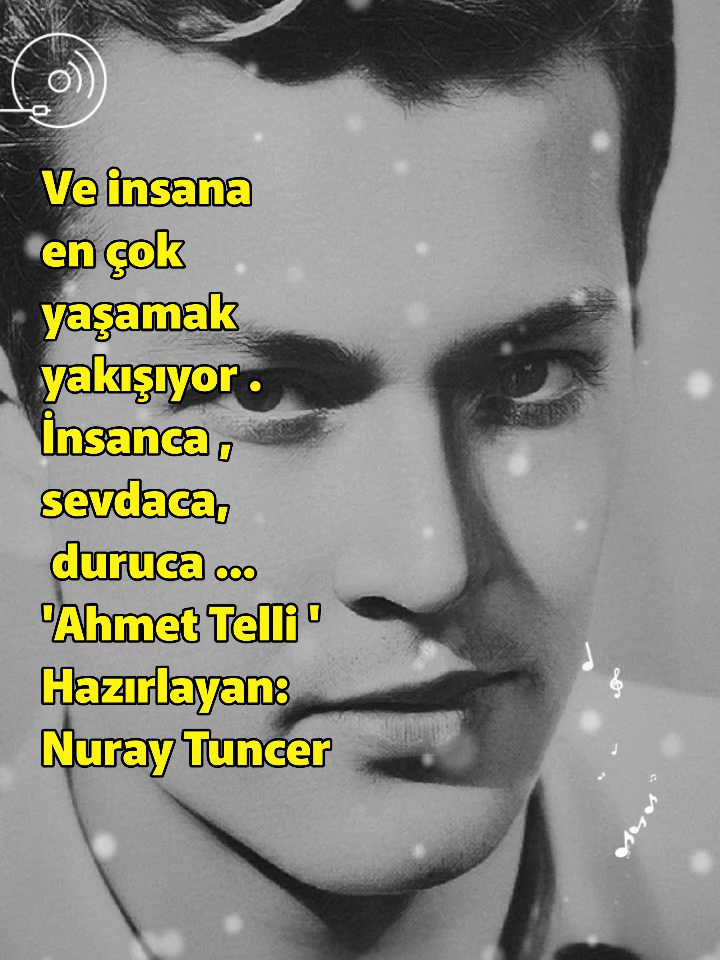 Ve insana
en çok
yaşamak
yakışıyor .
İnsanca ,
sevdaca,
duruca ...
'Ahmet Telli '
Hazırlayan:
Nuray Tuncer